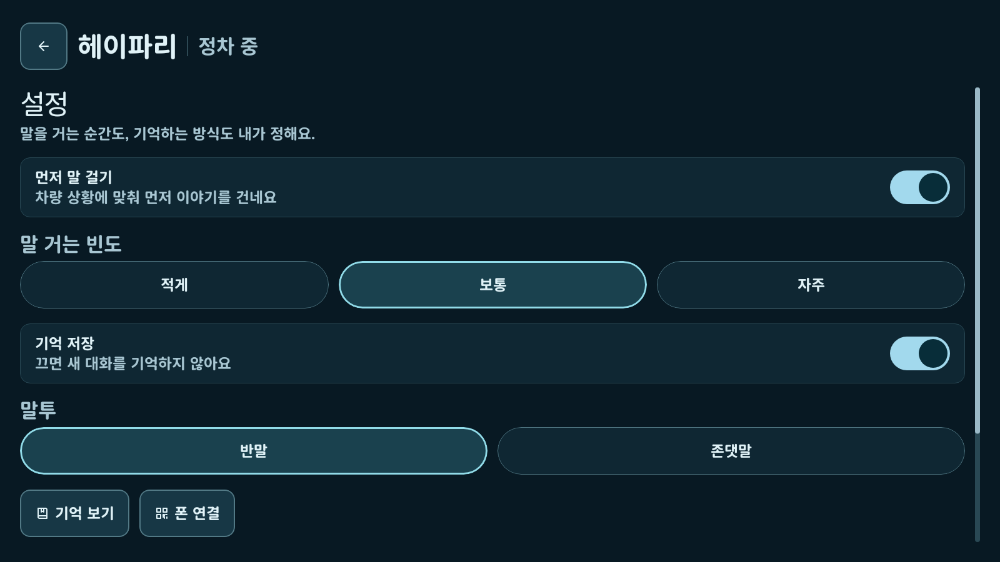 헤이파리
정차 중
설정
말을 거는 순간도, 기억하는 방식도 내가 정해요.
먼저 말 걸기
차량 상황에 맞춰 먼저 이야기를 건네요
말 거는 빈도
적게
보통
자주
기억 저장
끄면 새 대화를 기억하지 않아요
말투
반말
존댓말
기억 보기
폰 연결